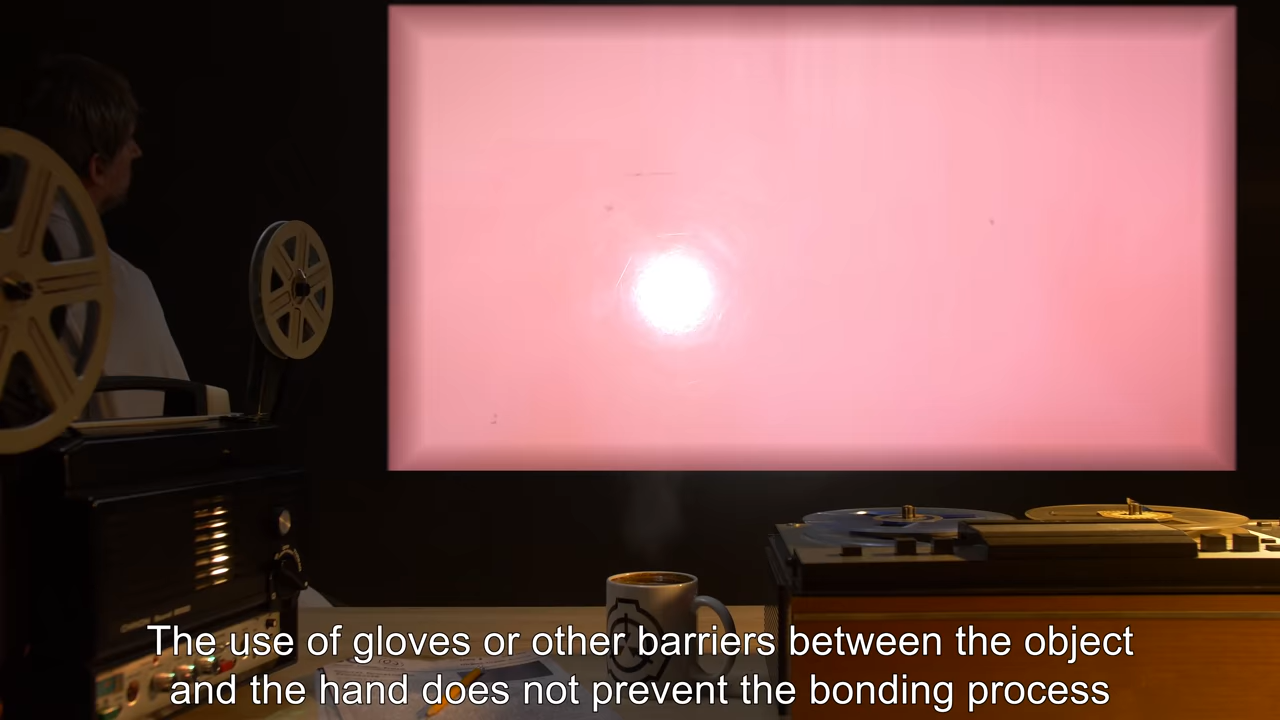 The use of gloves or other barriers between the object
and the hand does not prevent the bonding process